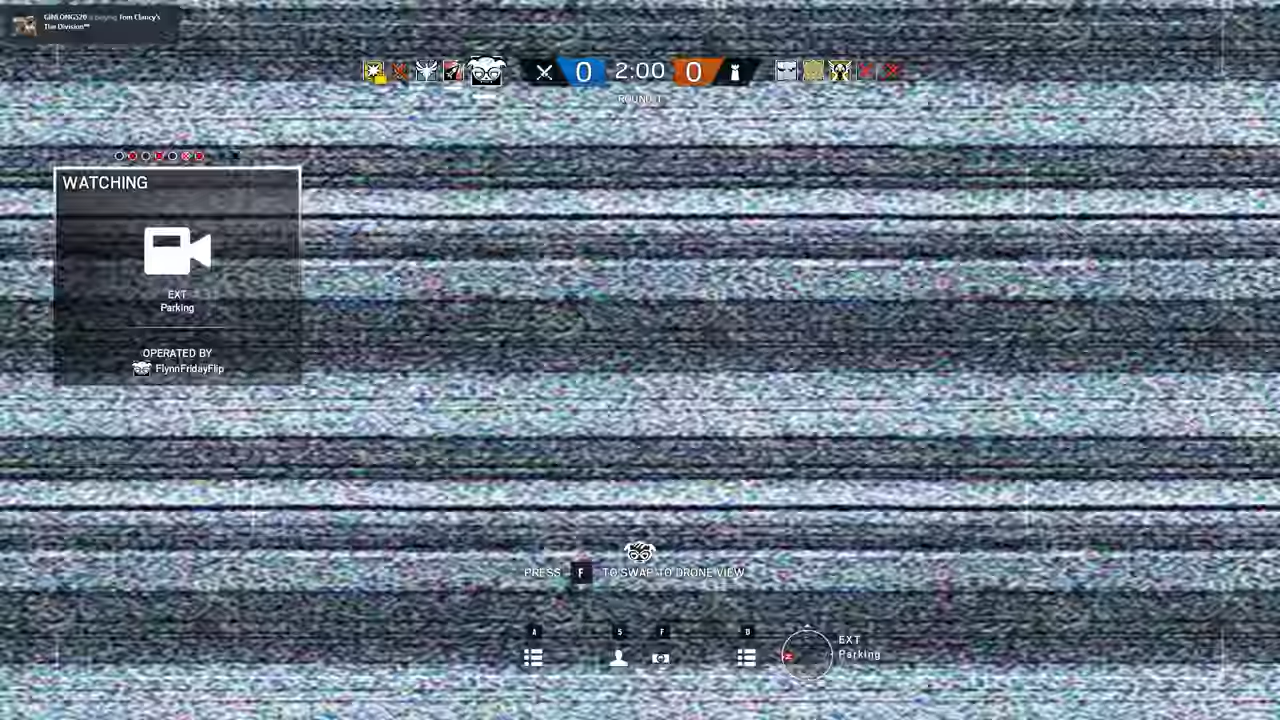 GINLONG520 is playing Tom Clancy's
The Division™
0 2:00 0
ROUND 1
WATCHING
EXT
Parking
OPERATED BY
FlynnFridayFlip
PRESS F TO SWAP TO DRONE VIEW
A S F D
EXT
Parking